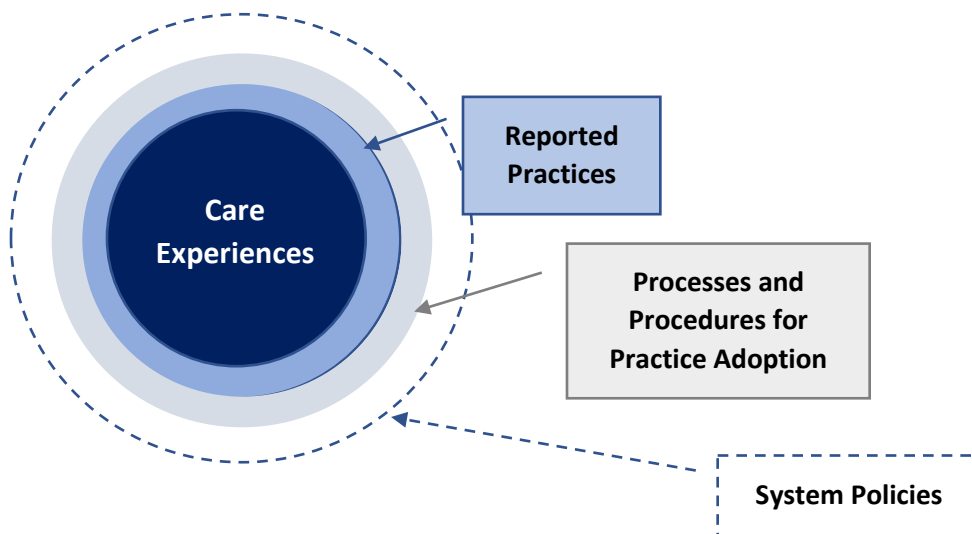 Care
Experiences
Reported
Practices
Processes and
Procedures for
Practice Adoption
System Policies